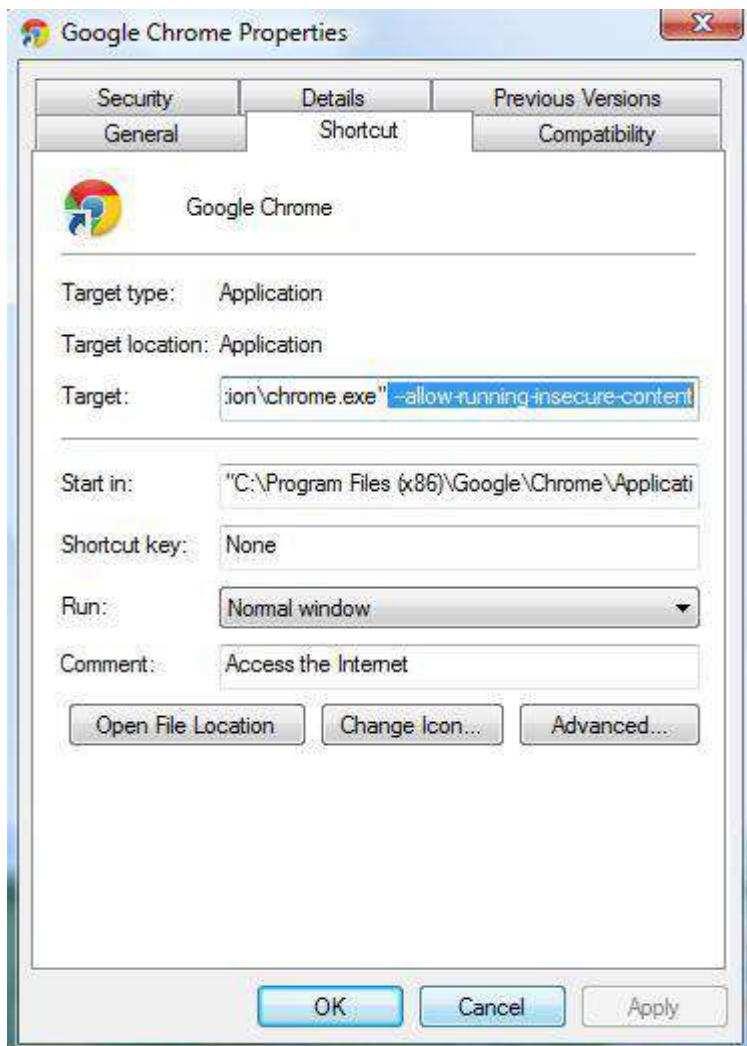 Google Chrome Properties
Security Details Previous Versions
General Shortcut Compatibility
Google Chrome
Target type: Application
Target location: Application
Target: :ion\chrome.exe" --allow-running-insecure-content
Start in: "C:\Program Files (x86)\Google\Chrome\Applicati
Shortcut key: None
Run: Normal window
Comment: Access the Internet
Open File Location Change Icon... Advanced...
OK Cancel Apply